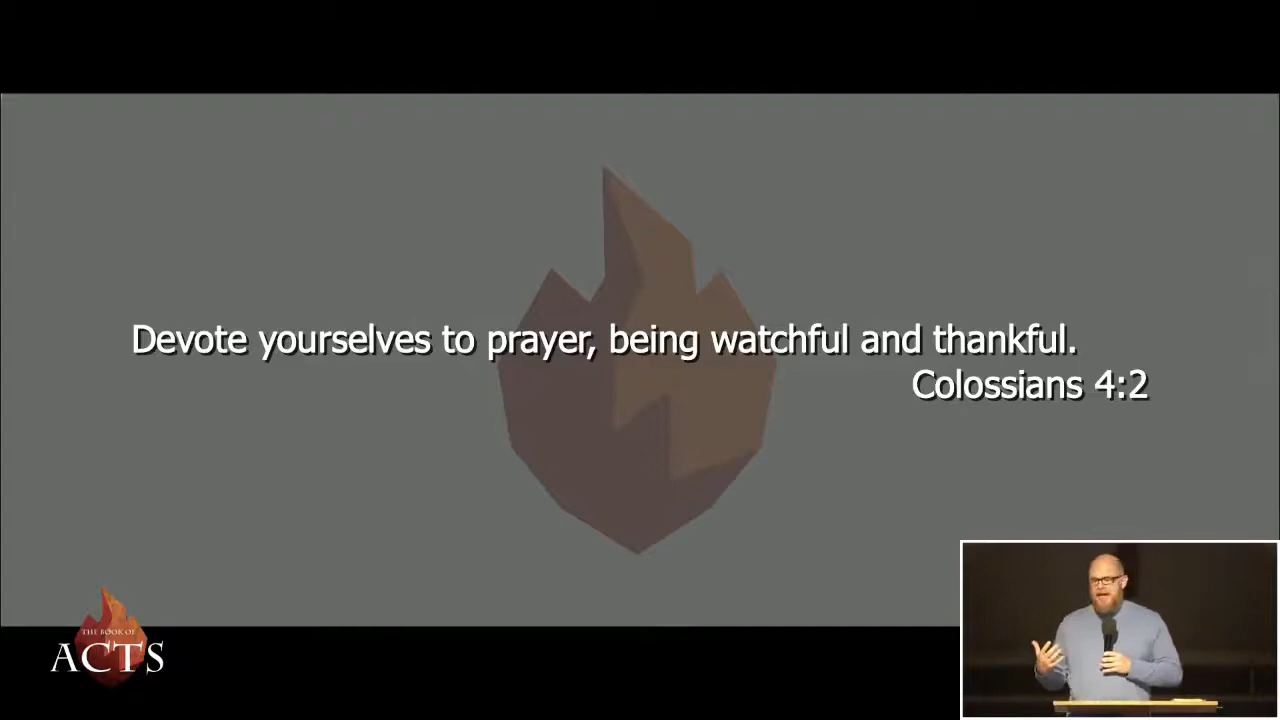 Devote yourselves to prayer, being watchful and thankful.
Colossians 4:2
THE BOOK OF
ACTS